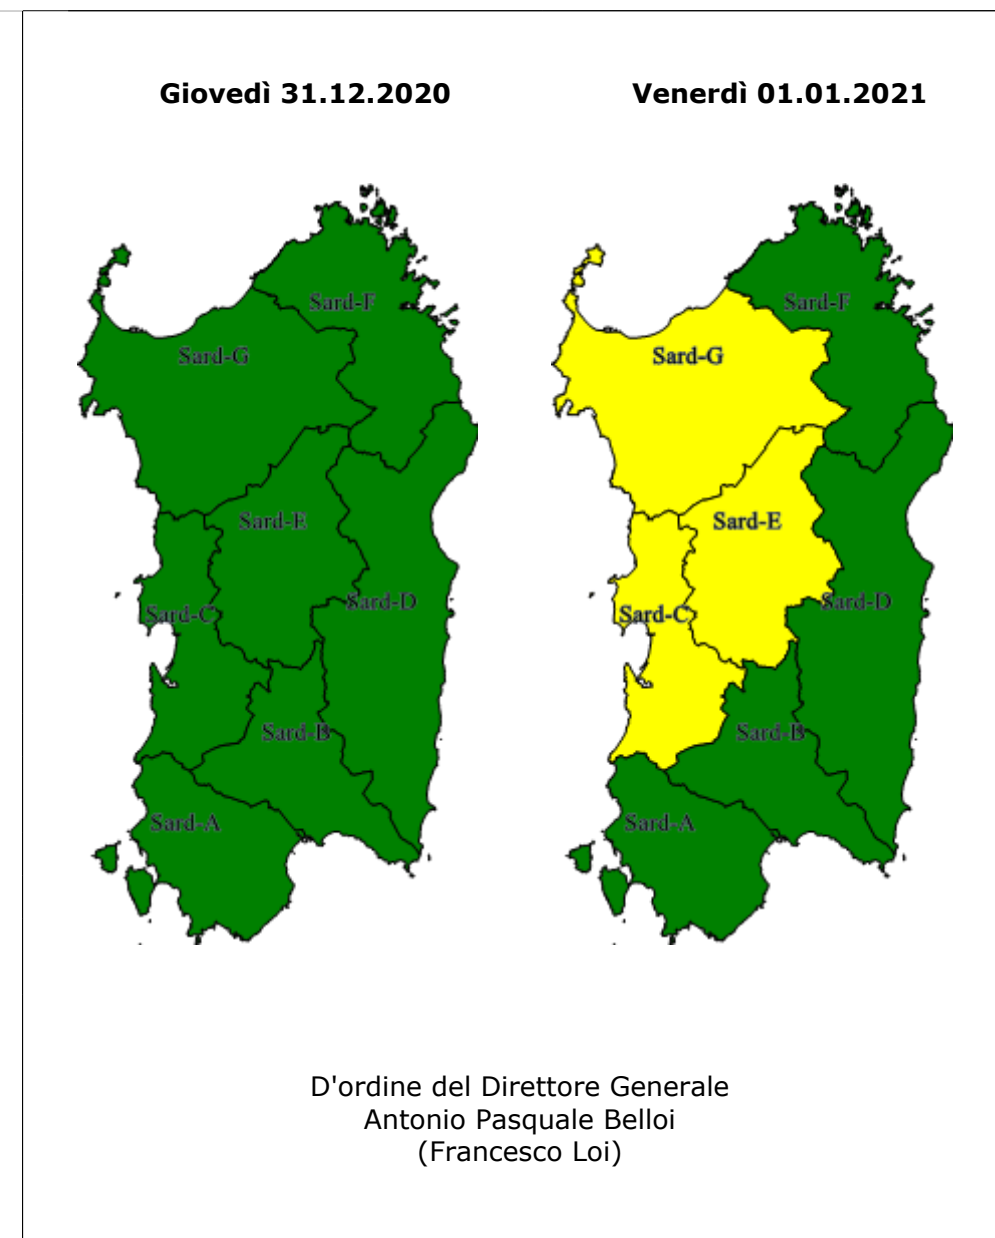 Giovedì 31.12.2020
Venerdì 01.01.2021
Sard-F
Sard-G
Sard-E
Sard-D
Sard-C
Sard-B
Sard-A
Sard-F
Sard-G
Sard-E
Sard-D
Sard-C
Sard-B
Sard-A
D'ordine del Direttore Generale
Antonio Pasquale Belloi
(Francesco Loi)